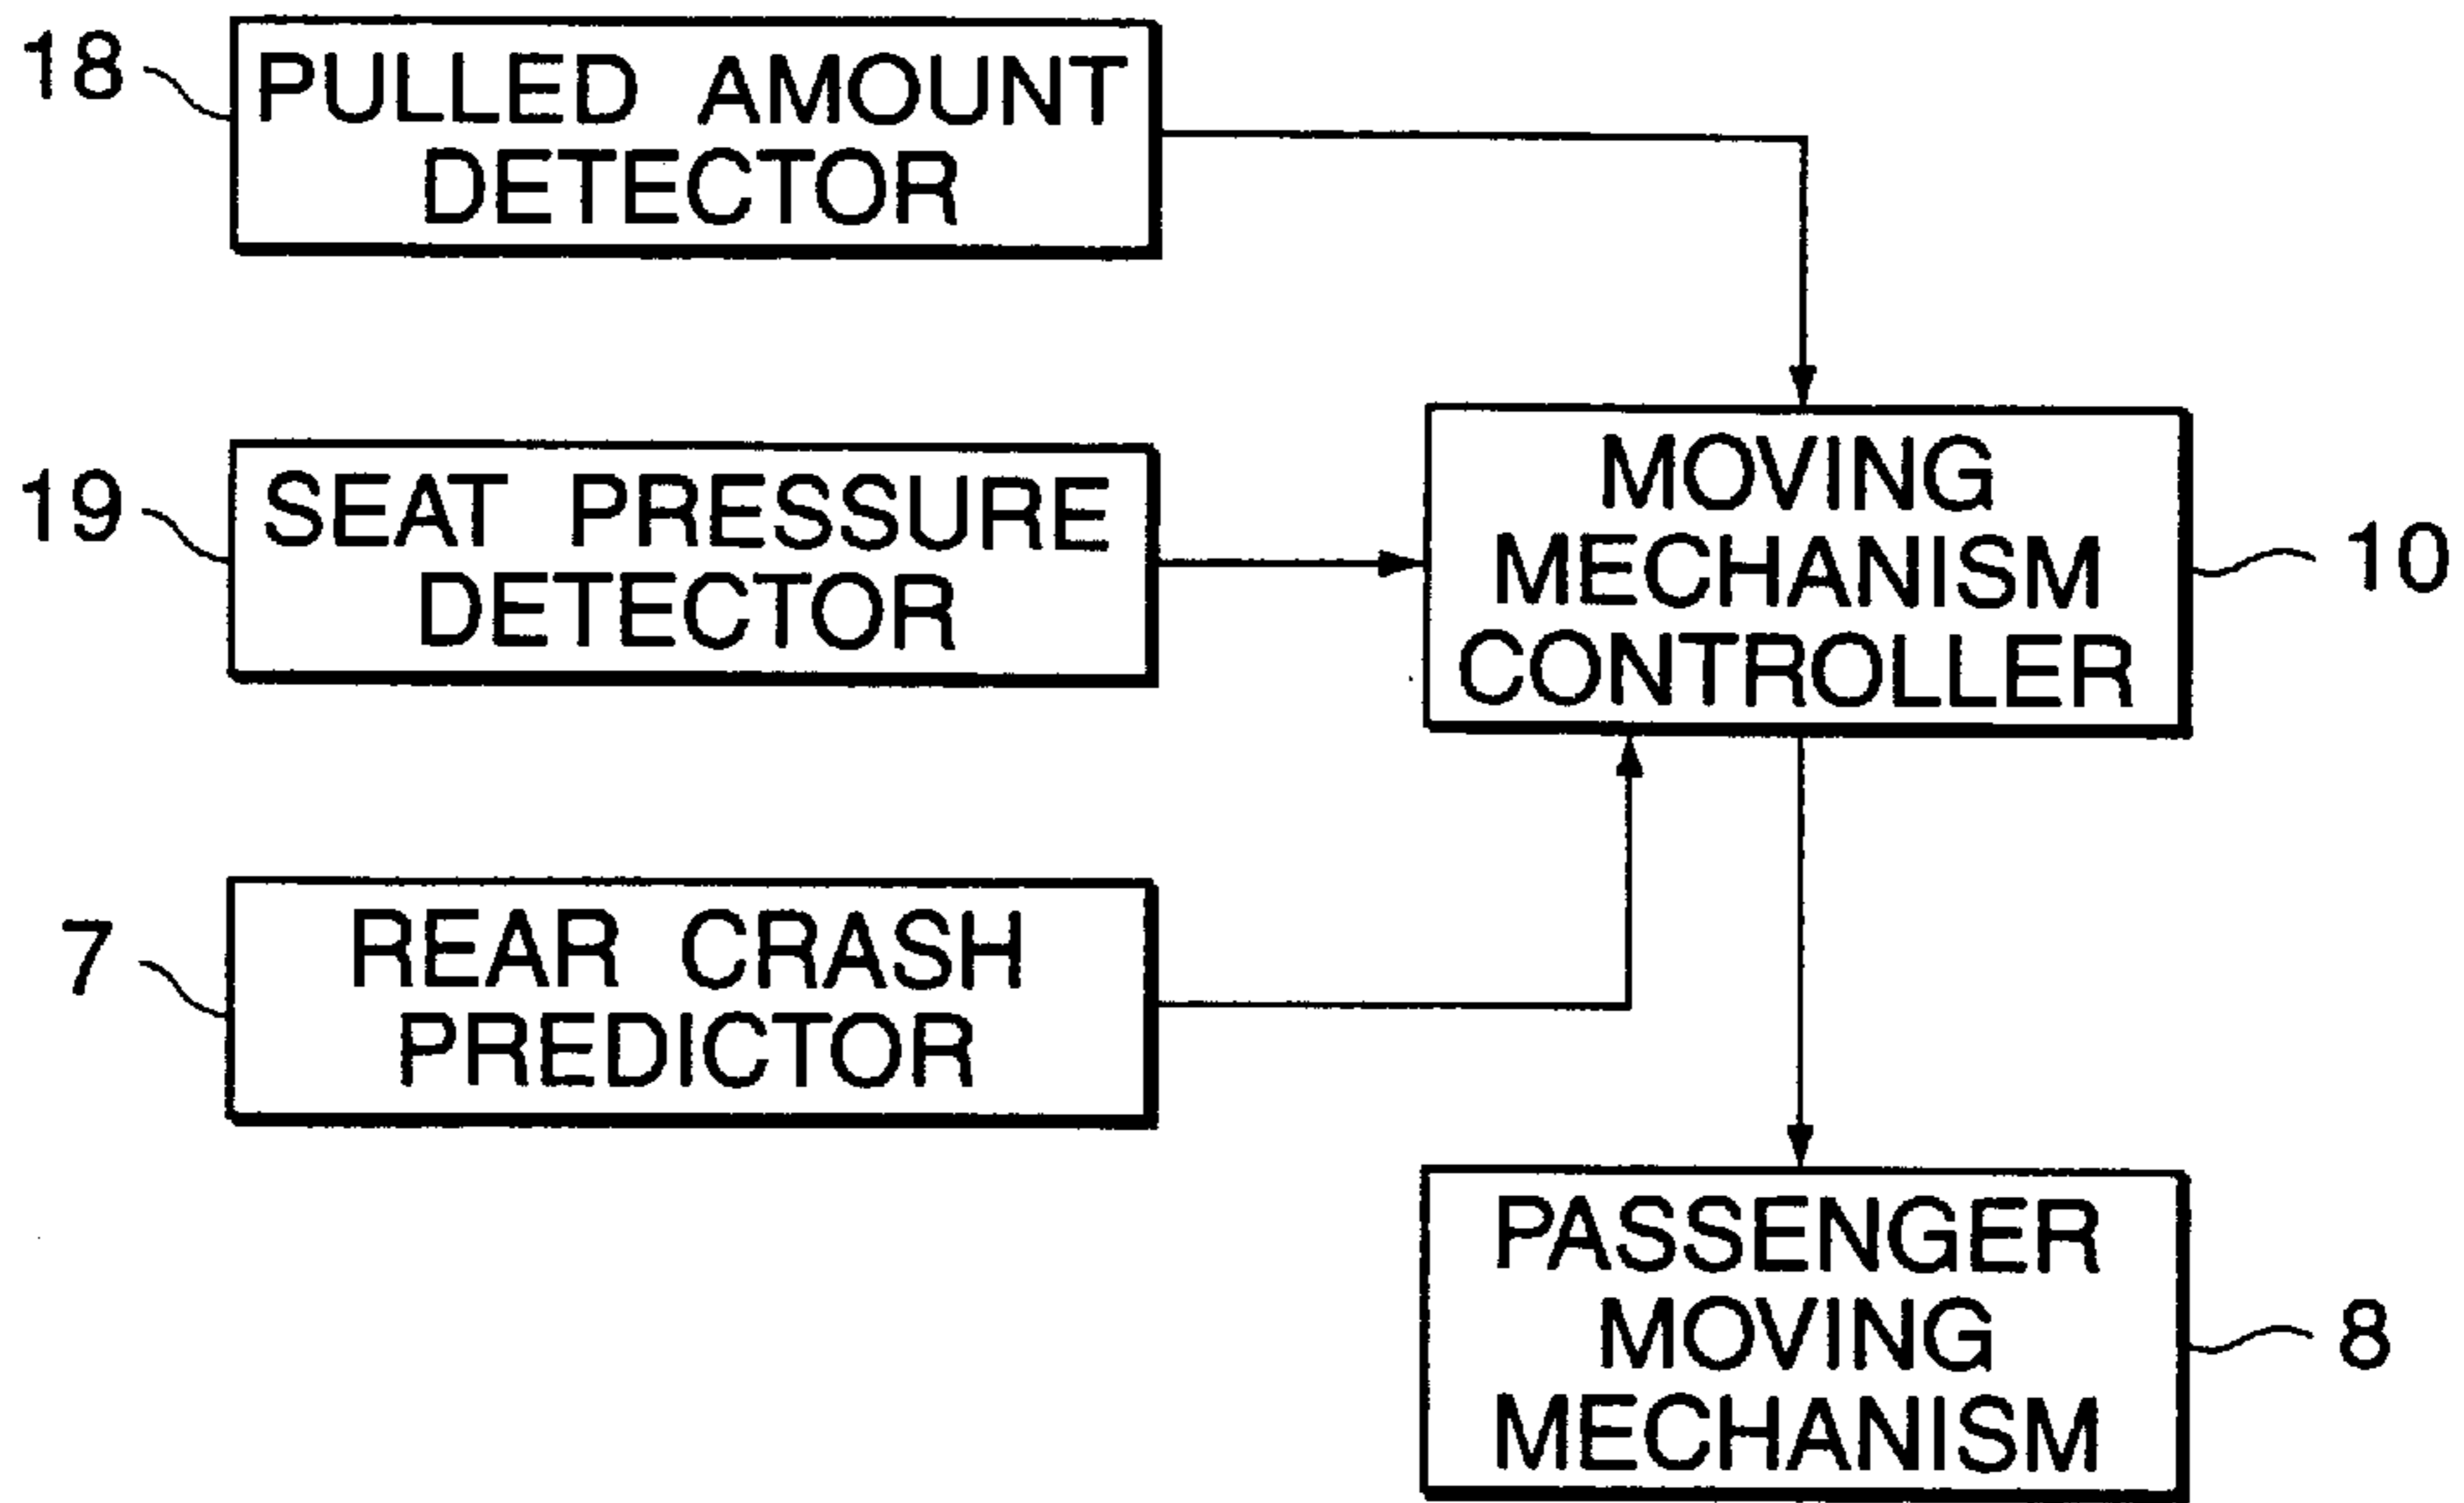 18
PULLED AMOUNT
DETECTOR
19
SEAT PRESSURE
DETECTOR
MOVING
MECHANISM
CONTROLLER
10
7
REAR CRASH
PREDICTOR
PASSENGER
MOVING
MECHANISM
8